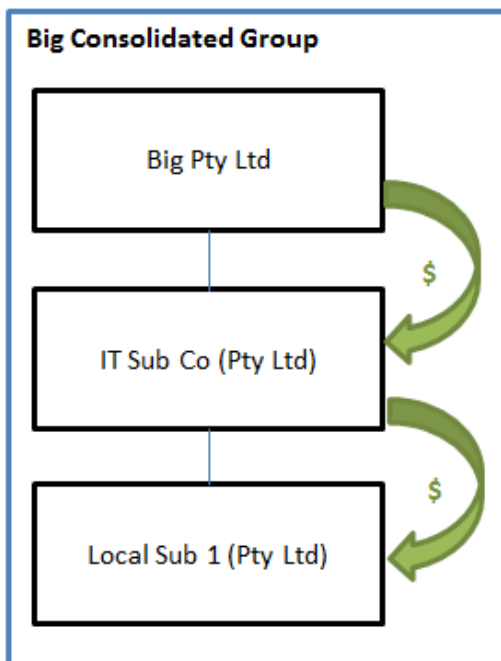 Big Consolidated Group
Big Pty Ltd
$
IT Sub Co (Pty Ltd)
$
Local Sub 1 (Pty Ltd)